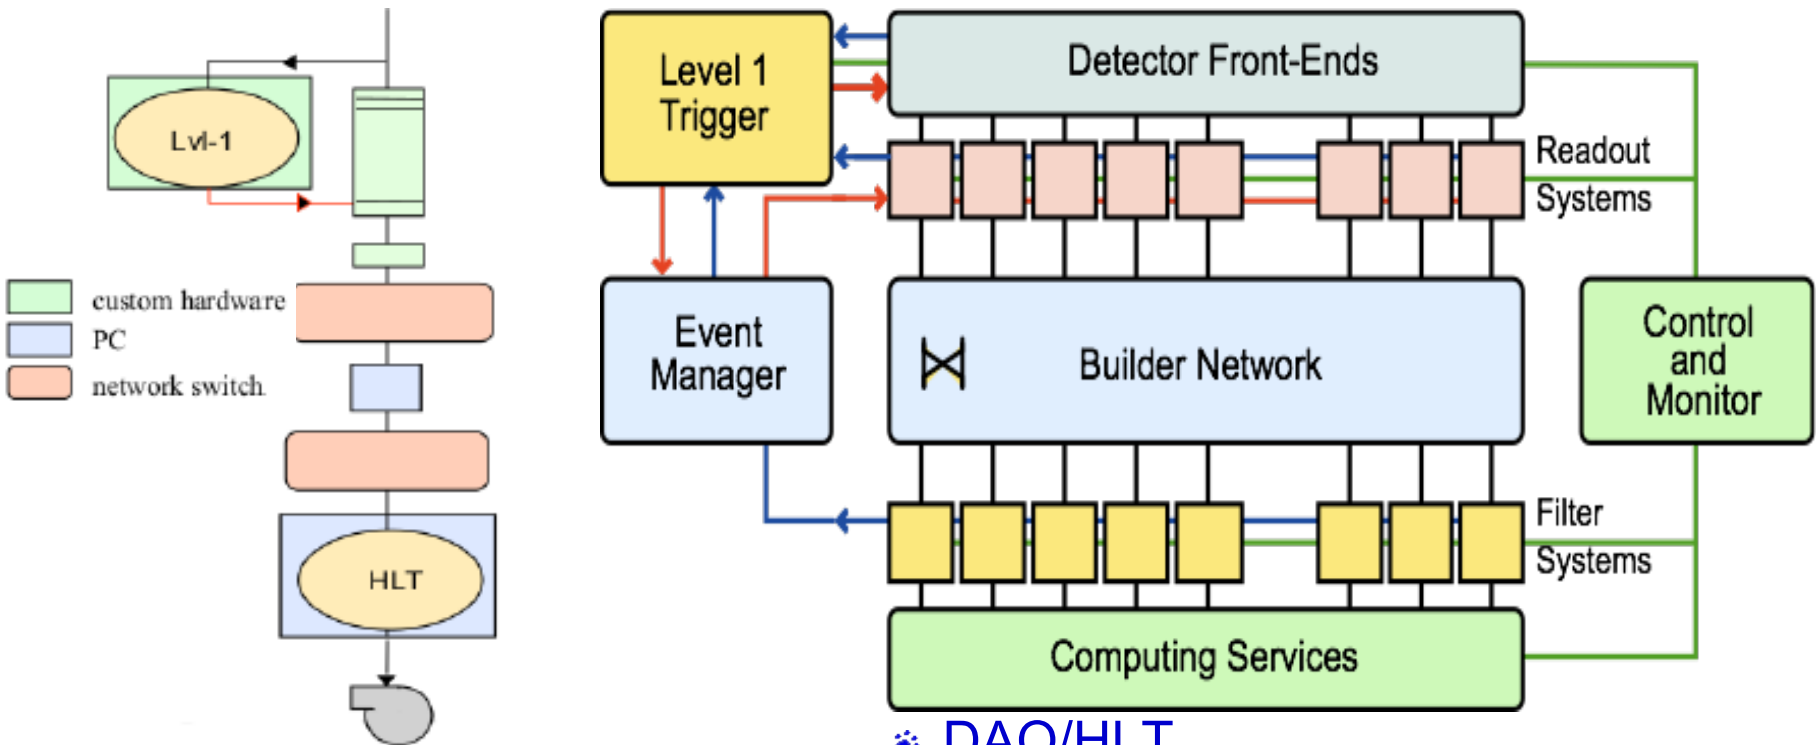 Lvl-1
custom hardware
PC
network switch
HLT
Level 1
Trigger
Detector Front-Ends
Readout
Systems
Event
Manager
Builder Network
Control
and
Monitor
Filter
Systems
Computing Services
DAQ/HLT